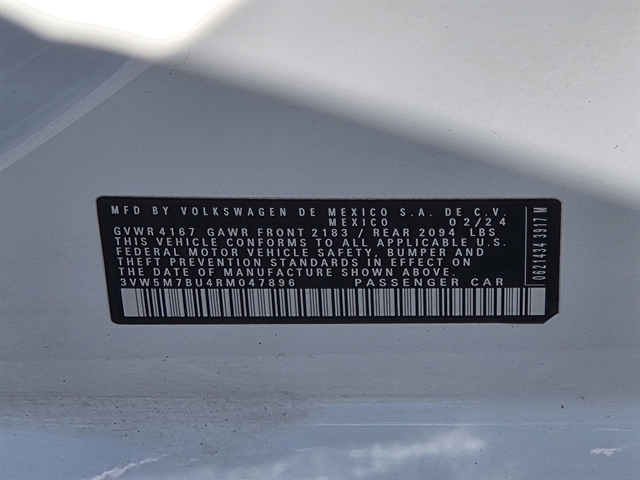 MFD BY VOLKSWAGEN DE MEXICO S.A. DE C.V.
MEXICO 02/24
GVWR 4167 GAWR FRONT 2183 / REAR 2094 LBS
THIS VEHICLE CONFORMS TO ALL APPLICABLE U.S.
FEDERAL MOTOR VEHICLE SAFETY, BUMPER AND
THEFT PREVENTION STANDARDS IN EFFECT ON
THE DATE OF MANUFACTURE SHOWN ABOVE.
3VW5M7BU4RM047896 PASSENGER CAR
0621434 3917 M